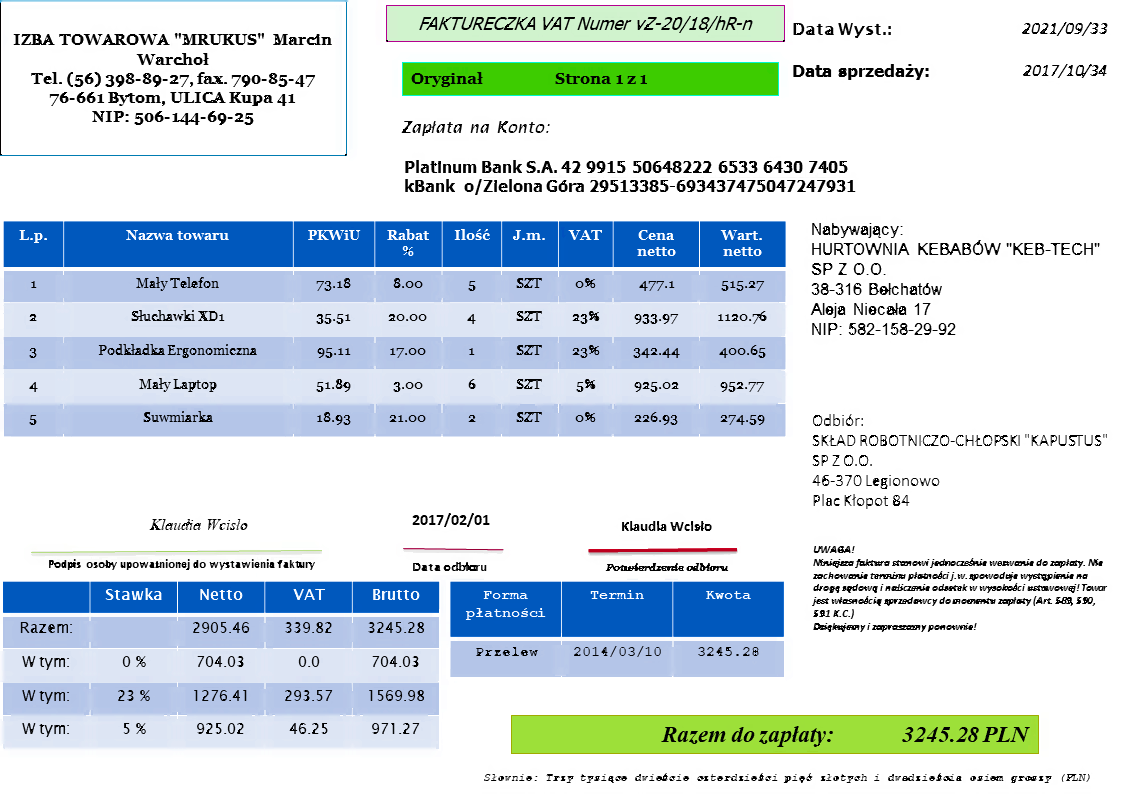 IZBA TOWAROWA "MRUKUS" Marcin
Warchoł
Tel. (56) 398-89-27, fax. 790-85-47
76-661 Bytom, ULICA Kupa 41
NIP: 506-144-69-25
FAKTURECZKA VAT Numer vZ-20/18/hR-n
Oryginał Strona 1 z 1
Data Wyst.: 2021/09/33
Data sprzedaży: 2017/10/34
Zapłata na Konto:
Platinum Bank S.A. 42 9915 50648222 6533 6430 7405
kBank o/Zielona Góra 29513385-693437475047247931
L.p. Nazwa towaru PKWiU Rabat % Ilość J.m. VAT Cena netto Wart. netto
1 Mały Telefon 73.18 8.00 5 SZT 0% 477.1 515.27
2 Słuchawki XD1 35.51 20.00 4 SZT 23% 933.97 1120.76
3 Podkładka Ergonomiczna 95.11 17.00 1 SZT 23% 342.44 400.65
4 Mały Laptop 51.89 3.00 6 SZT 5% 925.02 952.77
5 Suwmiarka 18.93 21.00 2 SZT 0% 226.93 274.59
Nabywający:
HURTOWNIA KEBABÓW "KEB-TECH"
SP Z O.O.
38-316 Bełchatów
Aleja Niecała 17
NIP: 582-158-29-92
Odbiór:
SKŁAD ROBOTNICZO-CHŁOPSKI "KAPUSTUS"
SP Z O.O.
46-370 Legionowo
Plac Kłopot 84
Klaudia Wcisło
Podpis osoby upoważnionej do wystawienia faktury
2017/02/01
Data odbioru
Klaudia Wcisło
Potwierdzenie odbioru
UWAGA!
Niniejsza faktura stanowi jednocześnie wezwanie do zapłaty. Nie
zachowanie terminu płatności j.w. spowoduje wystąpienie na
drogę sądową i naliczenie odsetek w wysokości ustawowej! Towar
jest własnością sprzedawcy do momentu zapłaty (Art. 589, 590,
591 K.C.)
Dziękujemy i zapraszamy ponownie!
Stawka Netto VAT Brutto
Razem: 2905.46 339.82 3245.28
W tym: 0 % 704.03 0.0 704.03
W tym: 23 % 1276.41 293.57 1569.98
W tym: 5 % 925.02 46.25 971.27
Forma płatności Termin Kwota
Przelew 2014/03/10 3245.28
Razem do zapłaty: 3245.28 PLN
Słownie: Trzy tysiące dwieście czterdzieści pięć złotych i dwadzieścia osiem groszy (PLN)